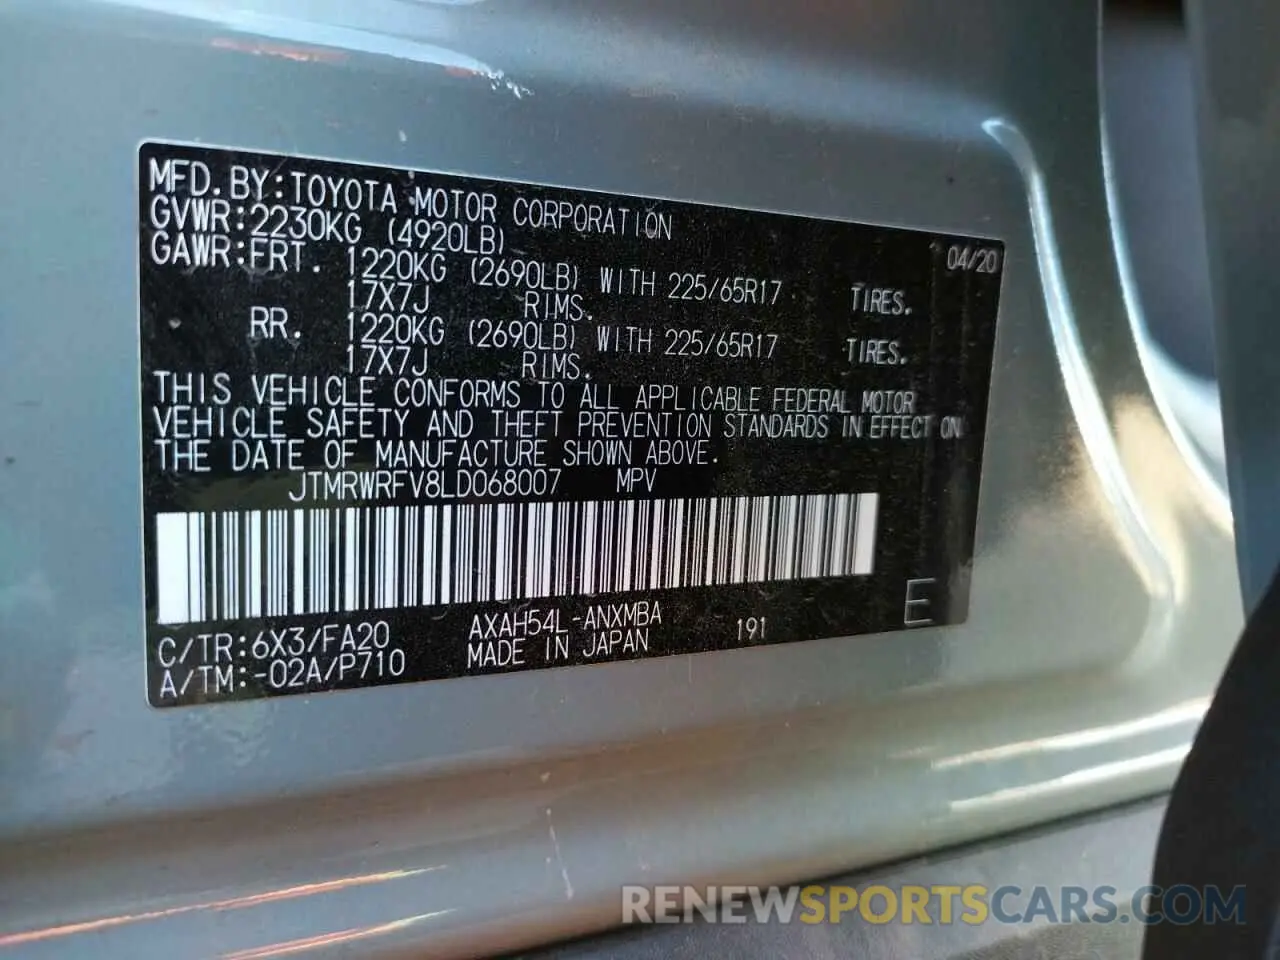 MFD.BY:TOYOTA MOTOR CORPORATION
GVWR:2230KG (4920LB)
04/20
GAWR:FRT. 1220KG (2690LB) WITH 225/65R17 TIRES.
17X7J RIMS.
RR. 1220KG (2690LB) WITH 225/65R17 TIRES.
17X7J RIMS.
THIS VEHICLE CONFORMS TO ALL APPLICABLE FEDERAL MOTOR
VEHICLE SAFETY AND THEFT PREVENTION STANDARDS IN EFFECT ON
THE DATE OF MANUFACTURE SHOWN ABOVE.
JTMRWRFV8LD068007 MPV
E
C/TR:6X3/FA20 AXAH54L-ANXMBA 191
A/TM:-02A/P710 MADE IN JAPAN
RENEWSPORTSCARS.COM